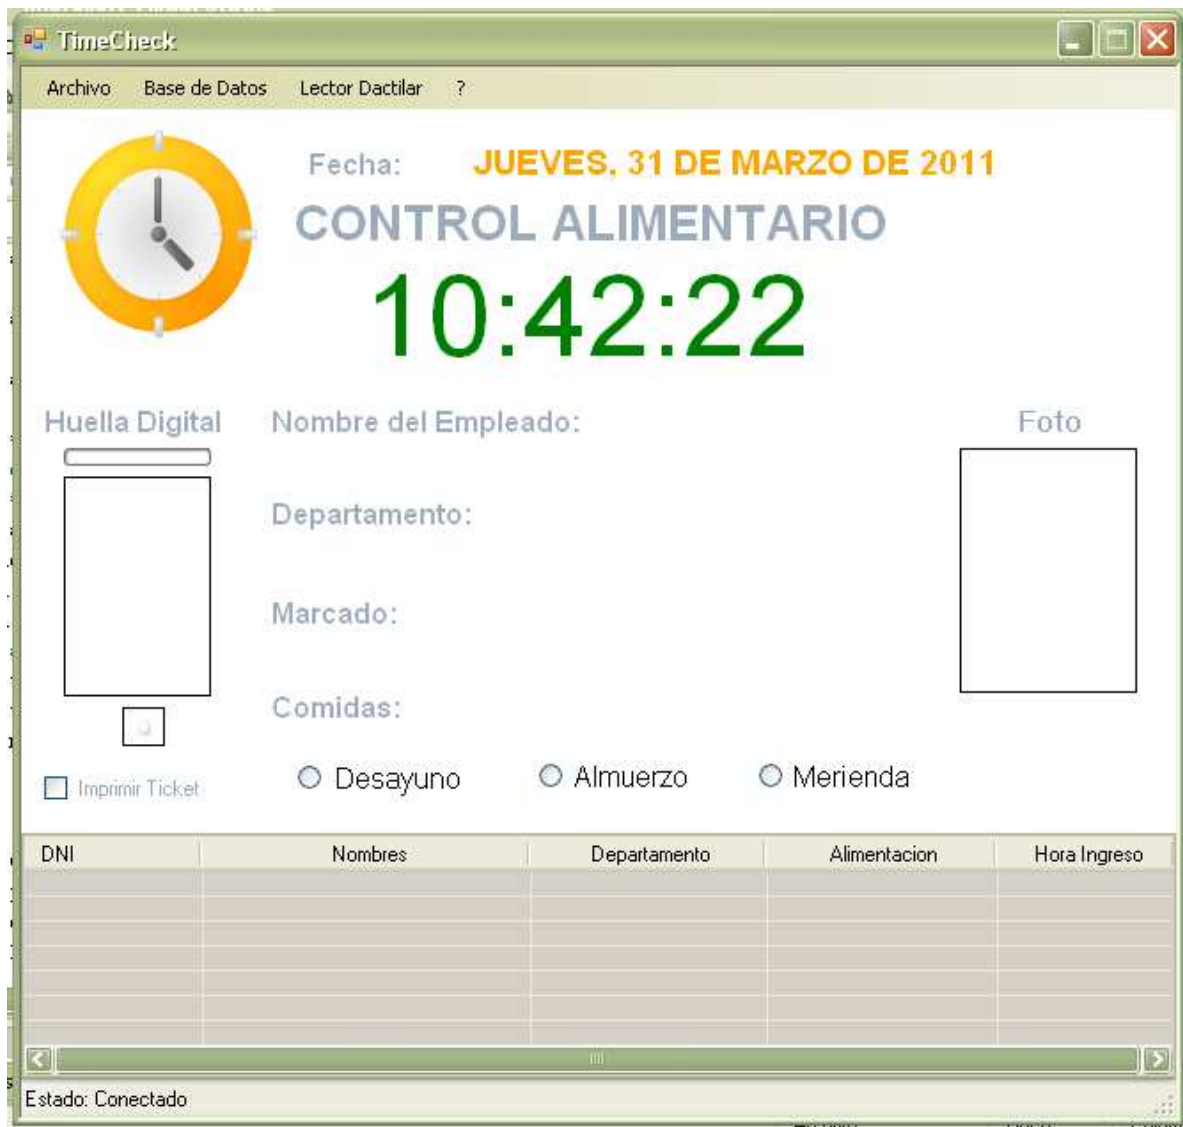 TimeCheck
Archivo Base de Datos Lector Dactilar ?
Fecha: JUEVES, 31 DE MARZO DE 2011
CONTROL ALIMENTARIO
10:42:22
Huella Digital Nombre del Empleado: Foto
Departamento:
Marcado:
Comidas:
Imprimir Ticket Desayuno Almuerzo Merienda
DNI Nombres Departamento Alimentacion Hora Ingreso
Estado: Conectado